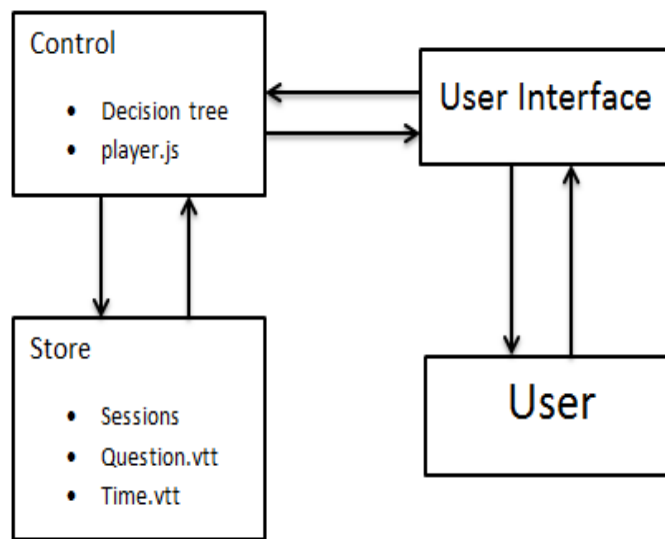 Control
• Decision tree
• player.js
User Interface
Store
• Sessions
• Question.vtt
• Time.vtt
User